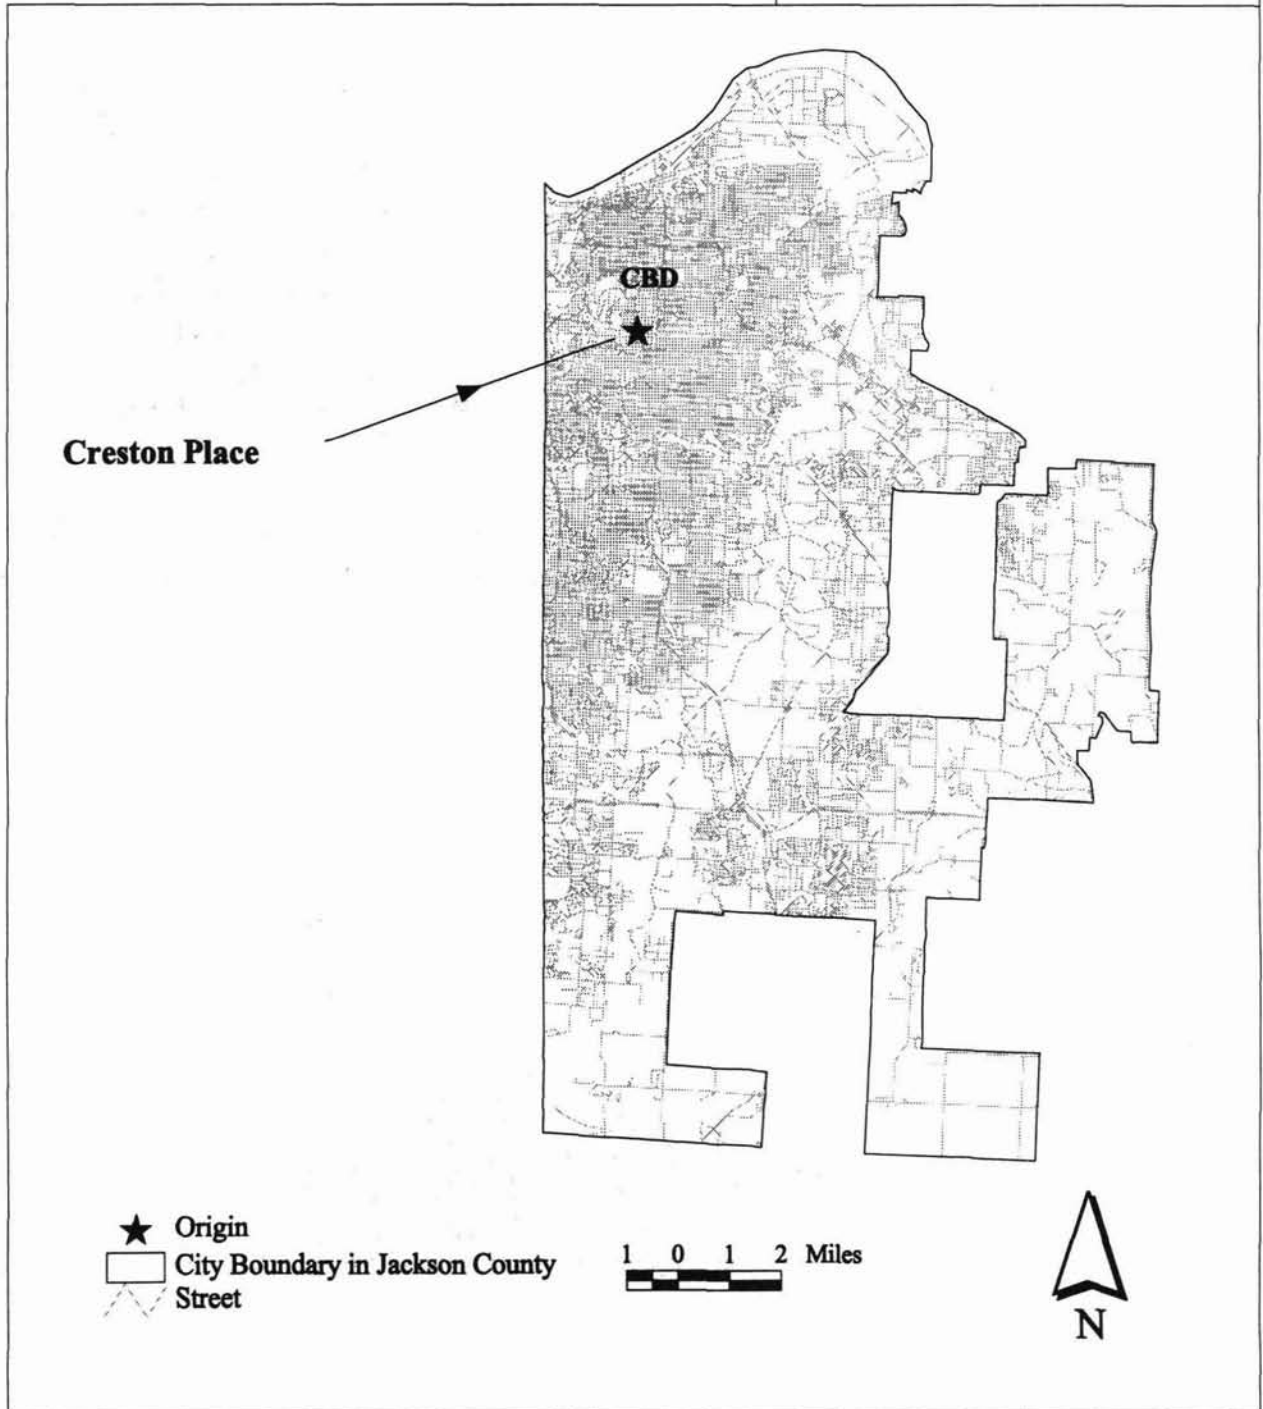 CBD
Creston Place
Origin
City Boundary in Jackson County
Street
1 0 1 2 Miles
N